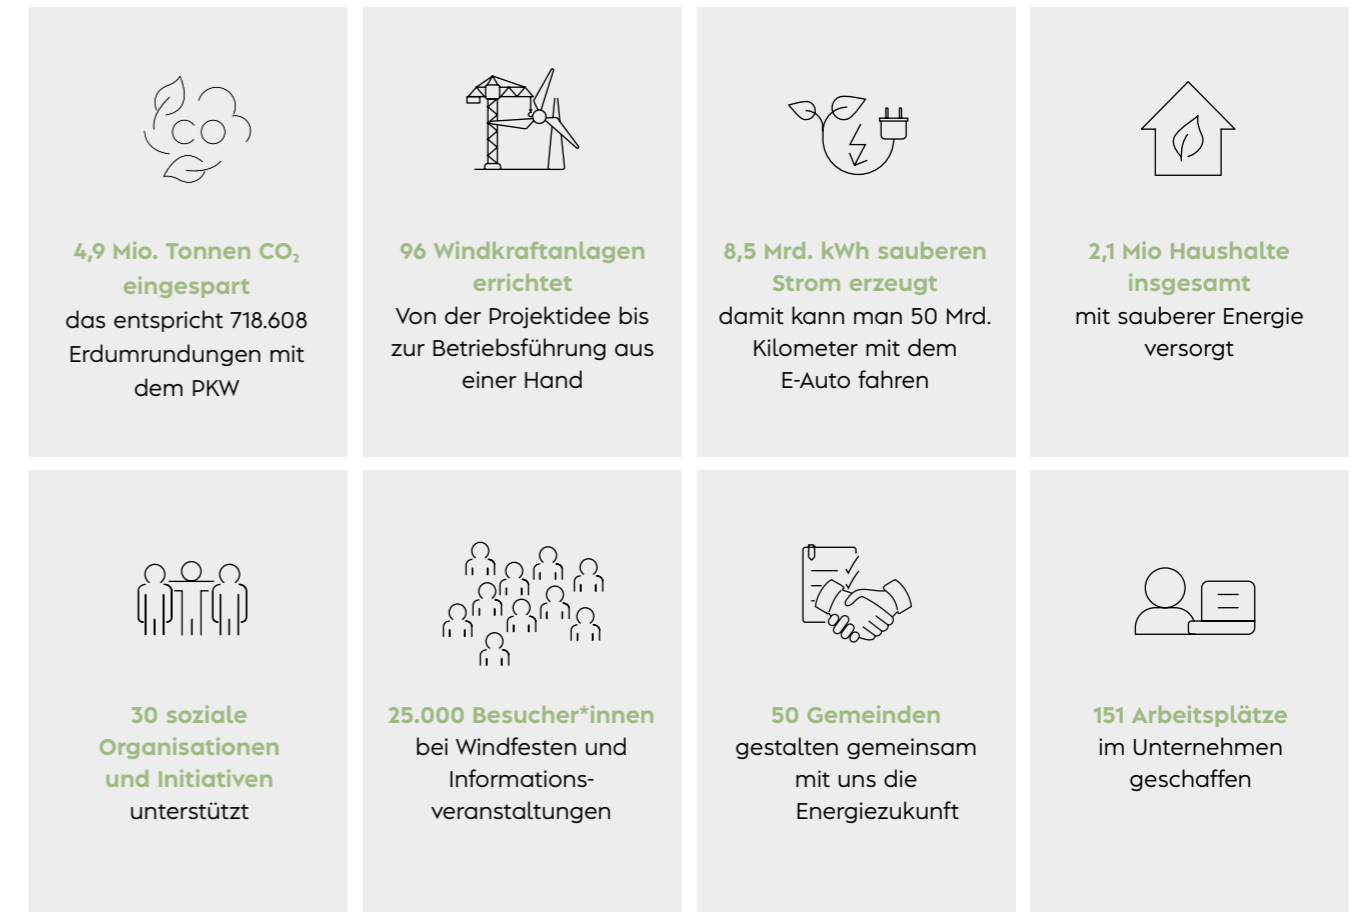 CO
4,9 Mio. Tonnen CO₂
eingespart
das entspricht 718.608
Erdumrundungen mit
dem PKW
96 Windkraftanlagen
errichtet
Von der Projektidee bis
zur Betriebsführung aus
einer Hand
8,5 Mrd. kWh sauberen
Strom erzeugt
damit kann man 50 Mrd.
Kilometer mit dem
E-Auto fahren
2,1 Mio Haushalte
insgesamt
mit sauberer Energie
versorgt
30 soziale
Organisationen
und Initiativen
unterstützt
25.000 Besucher*innen
bei Windfesten und
Informations-
veranstaltungen
50 Gemeinden
gestalten gemeinsam
mit uns die
Energiezukunft
151 Arbeitsplätze
im Unternehmen
geschaffen